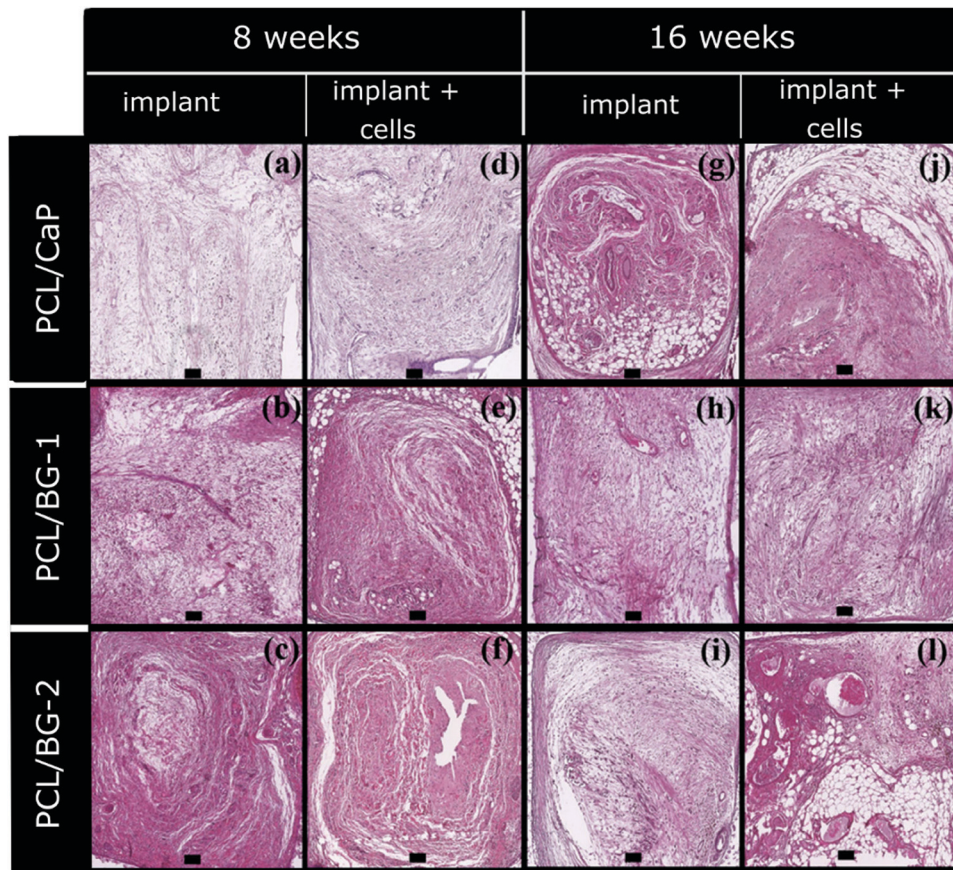 8 weeks
16 weeks
implant
implant +
cells
implant
implant +
cells
PCL/CaP
(a)
(d)
(g)
(j)
PCL/BG-1
(b)
(e)
(h)
(k)
PCL/BG-2
(c)
(f)
(i)
(l)